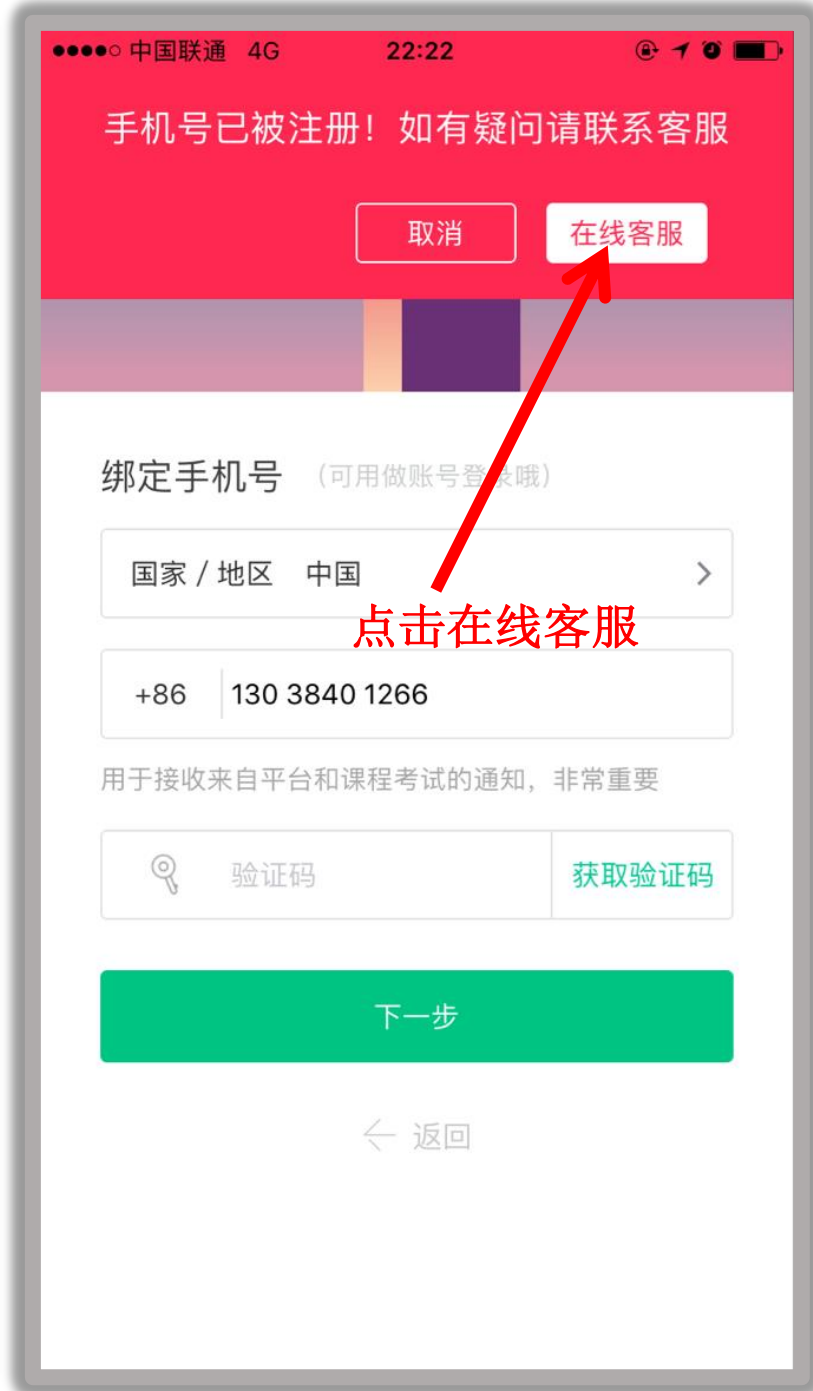 中国联通 4G 22:22
手机号已被注册！如有疑问请联系客服
取消 在线客服
绑定手机号 （可用做账号登录哦）
国家 / 地区 中国
点击在线客服
+86 130 3840 1266
用于接收来自平台和课程考试的通知，非常重要
验证码 获取验证码
下一步
返回